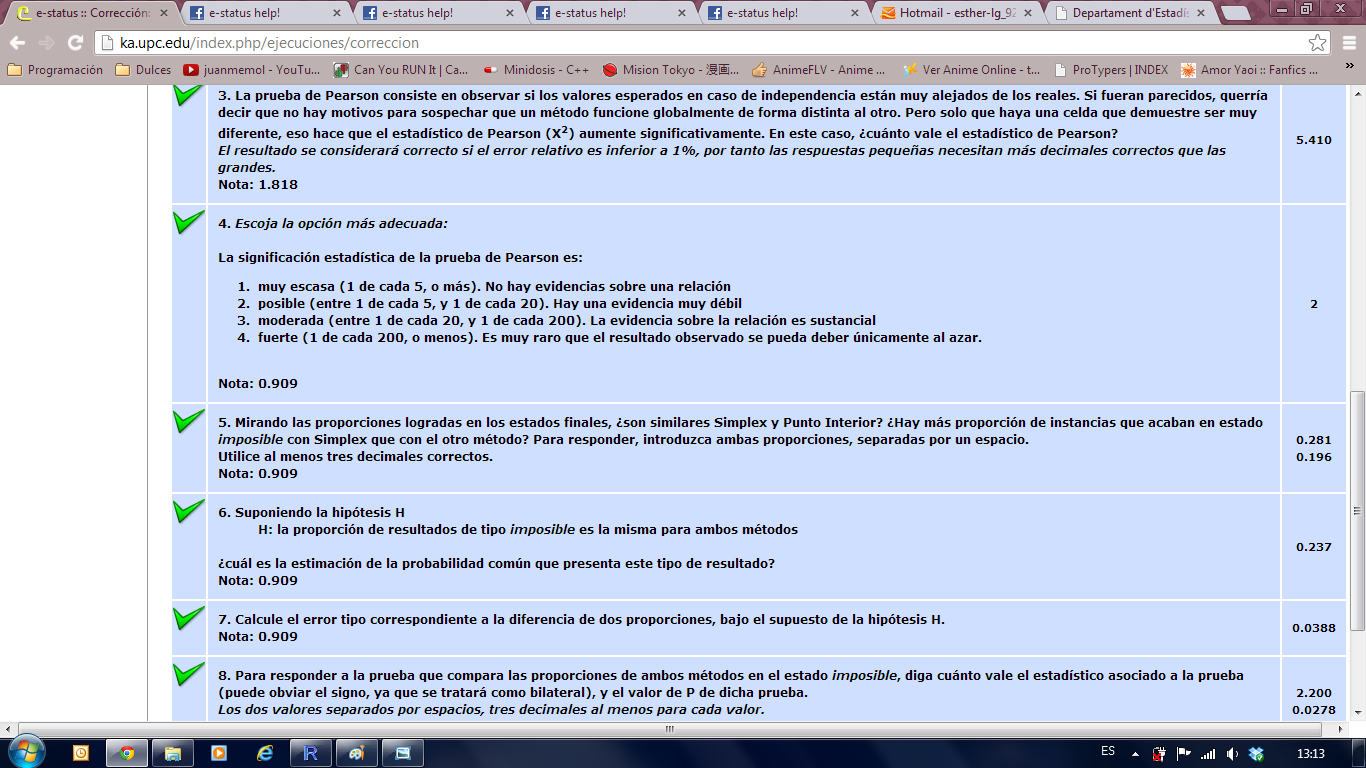 e-status :: Corrección:
e-status help!
e-status help!
e-status help!
e-status help!
Hotmail - esther-lg_92
Departament d'Estadís
ka.upc.edu/index.php/ejecuciones/correccion
Programación
Dulces
juanmemol - YouTu...
Can You RUN It | Ca...
Minidosis - C++
Mision Tokyo - 漫画...
AnimeFLV - Anime ...
Ver Anime Online - t...
ProTypers | INDEX
Amor Yaoi :: Fanfics ...
»
3. La prueba de Pearson consiste en observar si los valores esperados en caso de independencia están muy alejados de los reales. Si fueran parecidos, querría
decir que no hay motivos para sospechar que un método funcione globalmente de forma distinta al otro. Pero solo que haya una celda que demuestre ser muy
diferente, eso hace que el estadístico de Pearson (X²) aumente significativamente. En este caso, ¿cuánto vale el estadístico de Pearson?
El resultado se considerará correcto si el error relativo es inferior a 1%, por tanto las respuestas pequeñas necesitan más decimales correctos que las
grandes.
Nota: 1.818
5.410
4. Escoja la opción más adecuada:
La significación estadística de la prueba de Pearson es:
1. muy escasa (1 de cada 5, o más). No hay evidencias sobre una relación
2. posible (entre 1 de cada 5, y 1 de cada 20). Hay una evidencia muy débil
3. moderada (entre 1 de cada 20, y 1 de cada 200). La evidencia sobre la relación es sustancial
4. fuerte (1 de cada 200, o menos). Es muy raro que el resultado observado se pueda deber únicamente al azar.
Nota: 0.909
2
5. Mirando las proporciones logradas en los estados finales, ¿son similares Simplex y Punto Interior? ¿Hay más proporción de instancias que acaban en estado
imposible con Simplex que con el otro método? Para responder, introduzca ambas proporciones, separadas por un espacio.
Utilice al menos tres decimales correctos.
Nota: 0.909
0.281
0.196
6. Suponiendo la hipótesis H
H: la proporción de resultados de tipo imposible es la misma para ambos métodos
¿cuál es la estimación de la probabilidad común que presenta este tipo de resultado?
Nota: 0.909
0.237
7. Calcule el error tipo correspondiente a la diferencia de dos proporciones, bajo el supuesto de la hipótesis H.
Nota: 0.909
0.0388
8. Para responder a la prueba que compara las proporciones de ambos métodos en el estado imposible, diga cuánto vale el estadístico asociado a la prueba
(puede obviar el signo, ya que se tratará como bilateral), y el valor de P de dicha prueba.
Los dos valores separados por espacios, tres decimales al menos para cada valor.
2.200
0.0278
ES
13:13